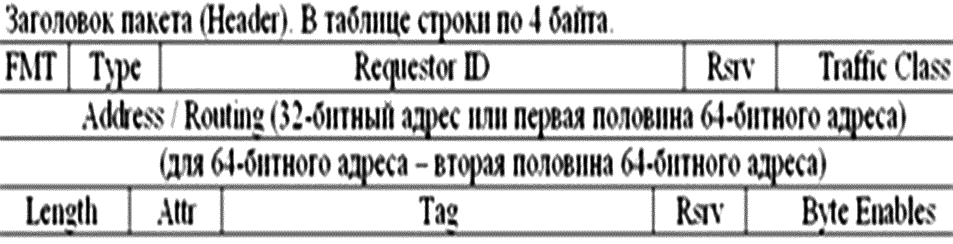 Заголовок пакета (Header). В таблице строки по 4 байта.
FMT Type Requestor ID Rsrv Traffic Class
Address / Routing (32-битный адрес или первая половина 64-битного адреса)
(для 64-битного адреса – вторая половина 64-битного адреса)
Length Attr Tag Rsrv Byte Enables